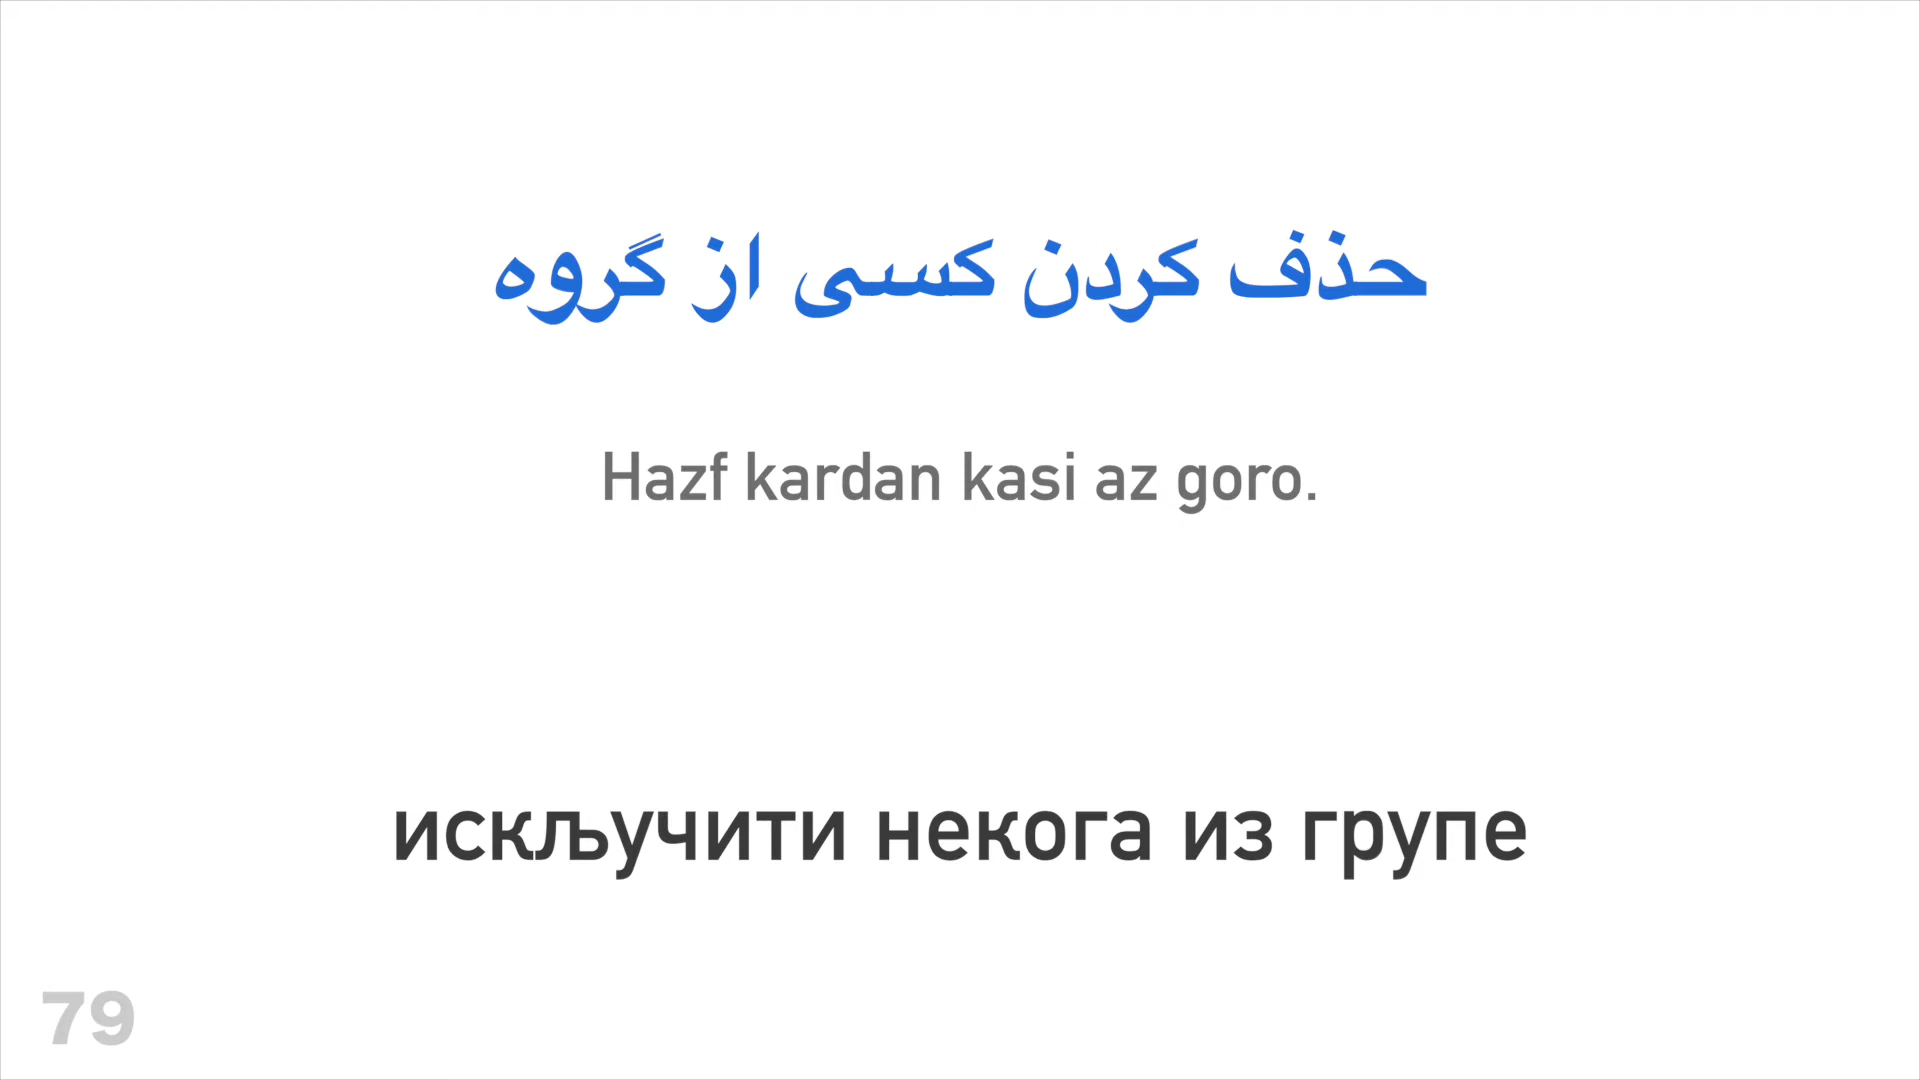 حذف کردن کسی از گروه
Hazf kardan kasi az goro.
искључити некога из групе
79